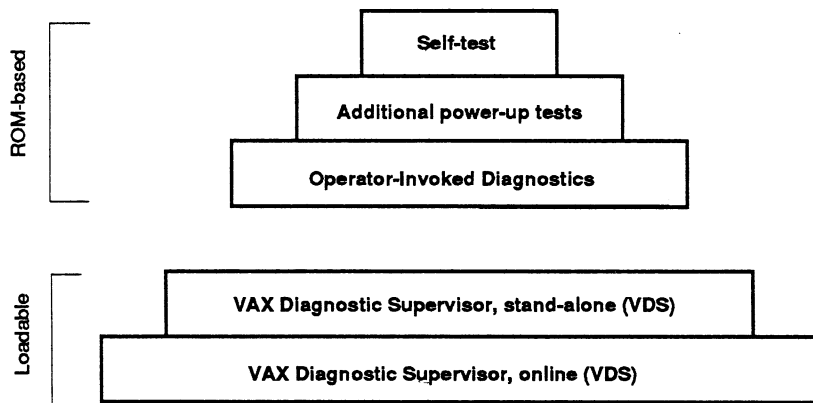 ROM-based
Self-test
Additional power-up tests
Operator-Invoked Diagnostics
Loadable
VAX Diagnostic Supervisor, stand-alone (VDS)
VAX Diagnostic Supervisor, online (VDS)